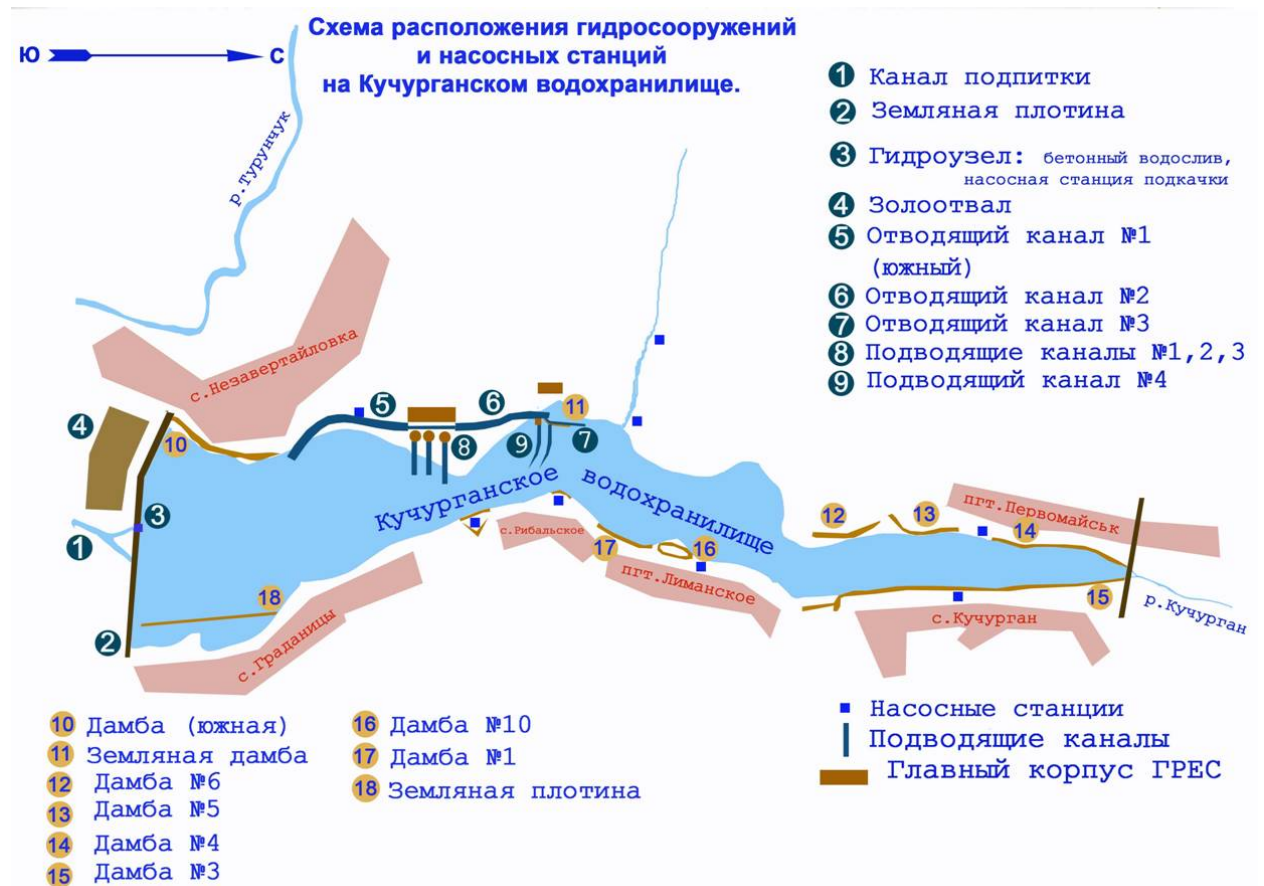 Схема расположения гидросооружений
и насосных станций
на Кучурганском водохранилище.
Ю
С
р.Турунчук
1 Канал подпитки
2 Земляная плотина
3 Гидроузел: бетонный водослив,
насосная станция подкачки
4 Золоотвал
5 Отводящий канал №1
(южный)
6 Отводящий канал №2
7 Отводящий канал №3
8 Подводящие каналы №1,2,3
9 Подводящий канал №4
с.Незавертайловка
4
10
5
6
11
7
8
9
3
1
2
Кучурганское водохранилище
с.Рибальское
17
16
пгт.Лиманское
12
13
14
пгт.Первомайськ
15
с.Кучурган
р.Кучурган
18
с.Граданицы
10 Дамба (южная)
11 Земляная дамба
12 Дамба №6
13 Дамба №5
14 Дамба №4
15 Дамба №3
16 Дамба №10
17 Дамба №1
18 Земляная плотина
Насосные станции
Подводящие каналы
Главный корпус ГРЕС